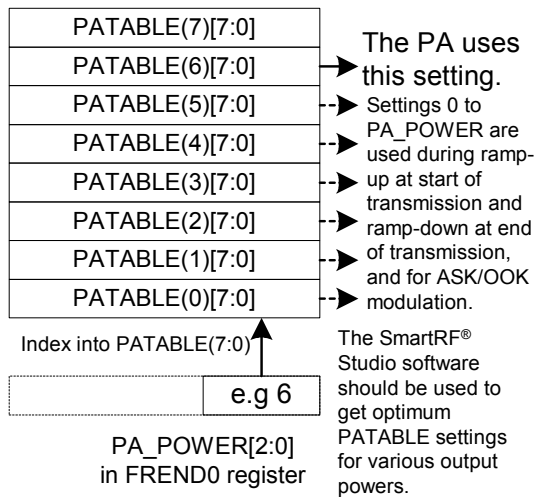 PATABLE(7)[7:0]
PATABLE(6)[7:0]
PATABLE(5)[7:0]
PATABLE(4)[7:0]
PATABLE(3)[7:0]
PATABLE(2)[7:0]
PATABLE(1)[7:0]
PATABLE(0)[7:0]
The PA uses
this setting.
Settings 0 to
PA_POWER are
used during ramp-
up at start of
transmission and
ramp-down at end
of transmission,
and for ASK/OOK
modulation.
Index into PATABLE(7:0)
e.g 6
PA_POWER[2:0]
in FREND0 register
The SmartRF®
Studio software
should be used to
get optimum
PATABLE settings
for various output
powers.